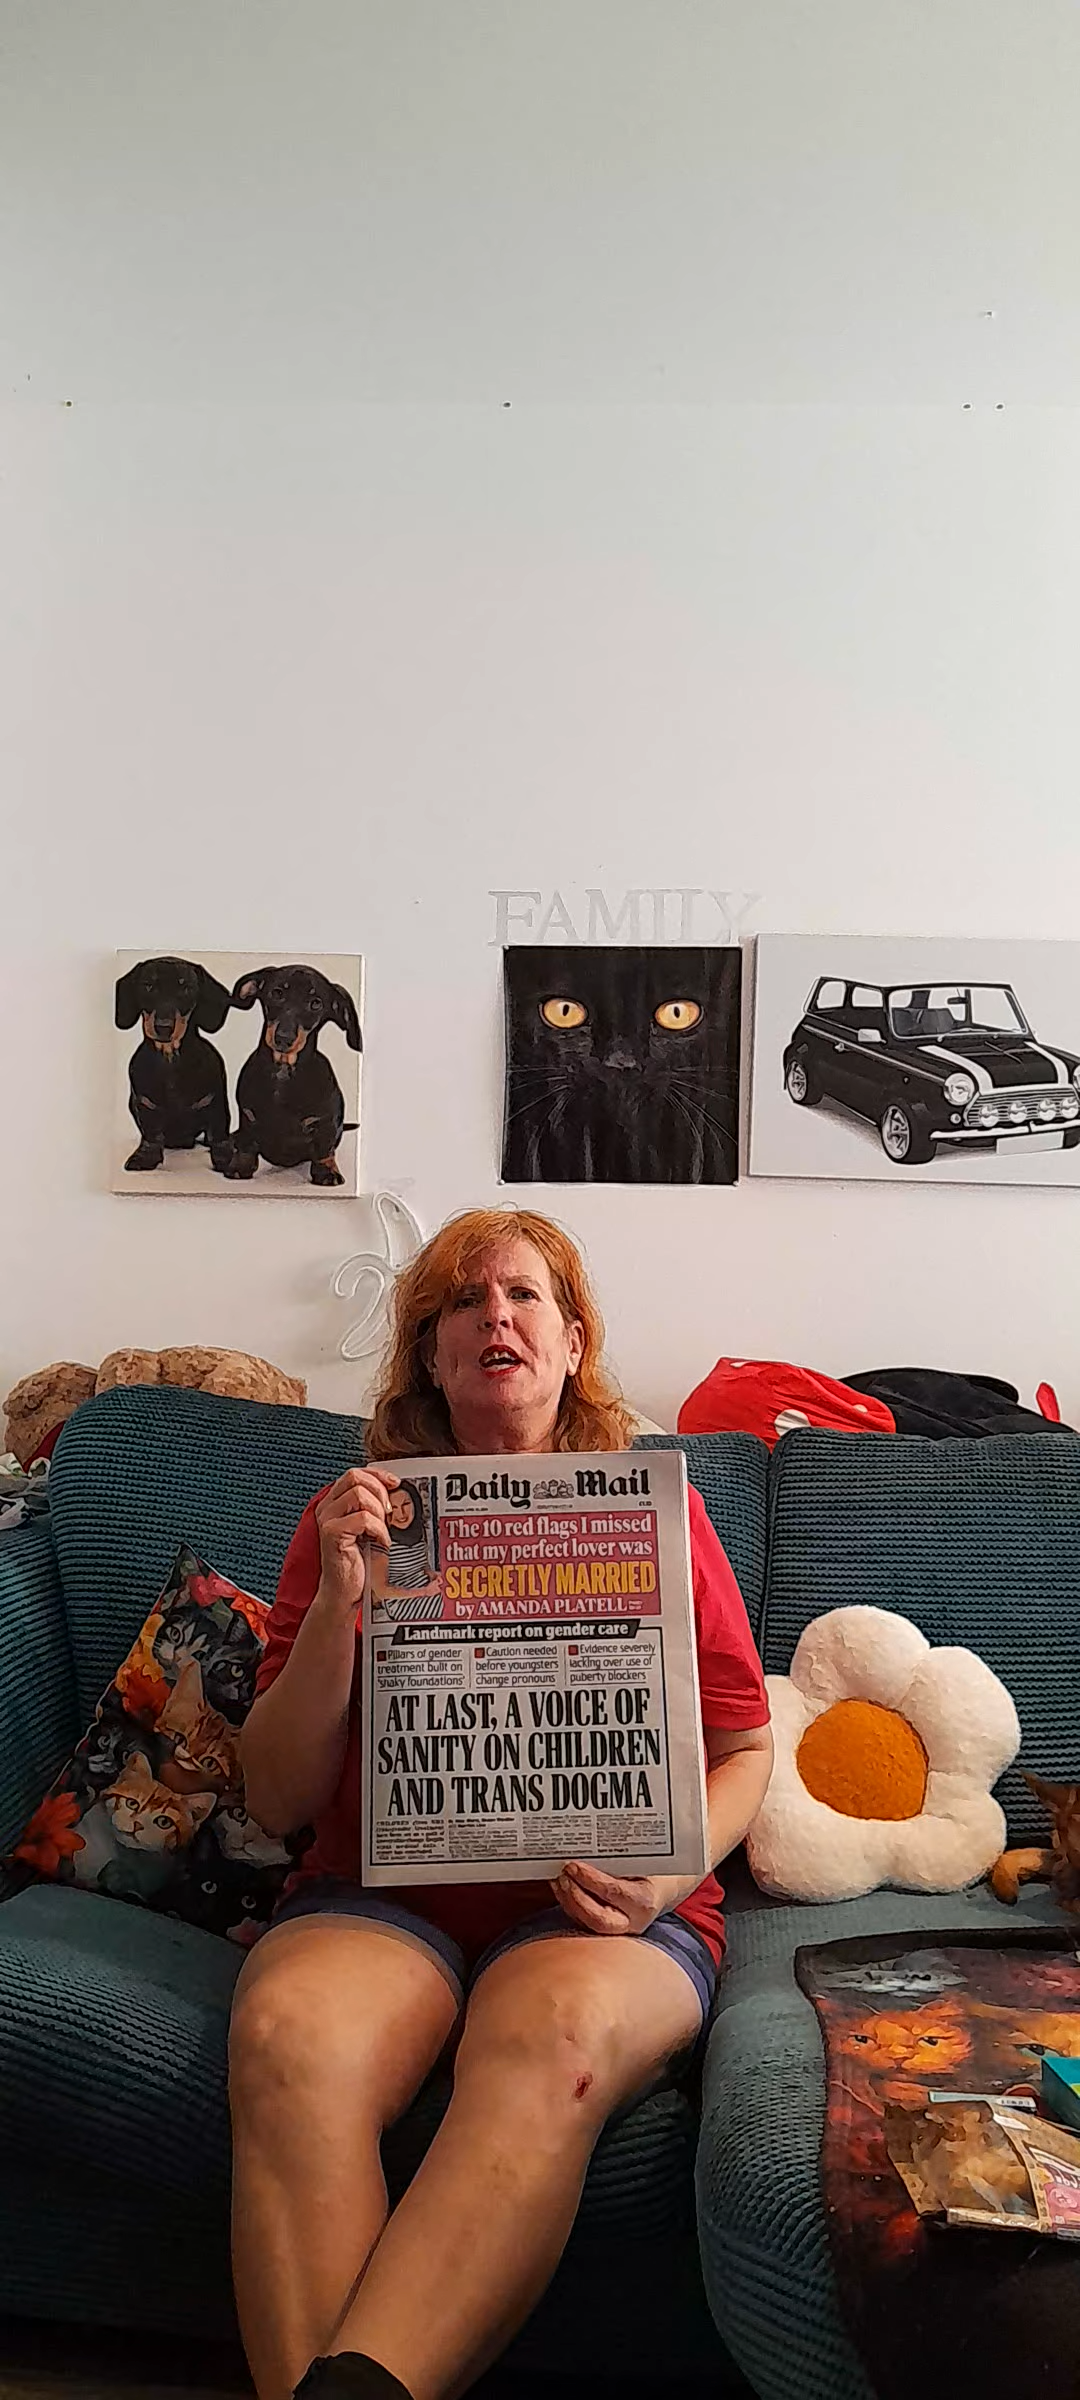 FAMILY
Daily Mail
The 10 red flags I missed
that my perfect lover was
SECRETLY MARRIED
by AMANDA PLATELL
Landmark report on gender care
Pillars of gender
treatment built on
'shaky foundations'
Caution needed
before youngsters
change pronouns
Evidence severely
lacking over use of
puberty blockers
AT LAST, A VOICE OF
SANITY ON CHILDREN
AND TRANS DOGMA